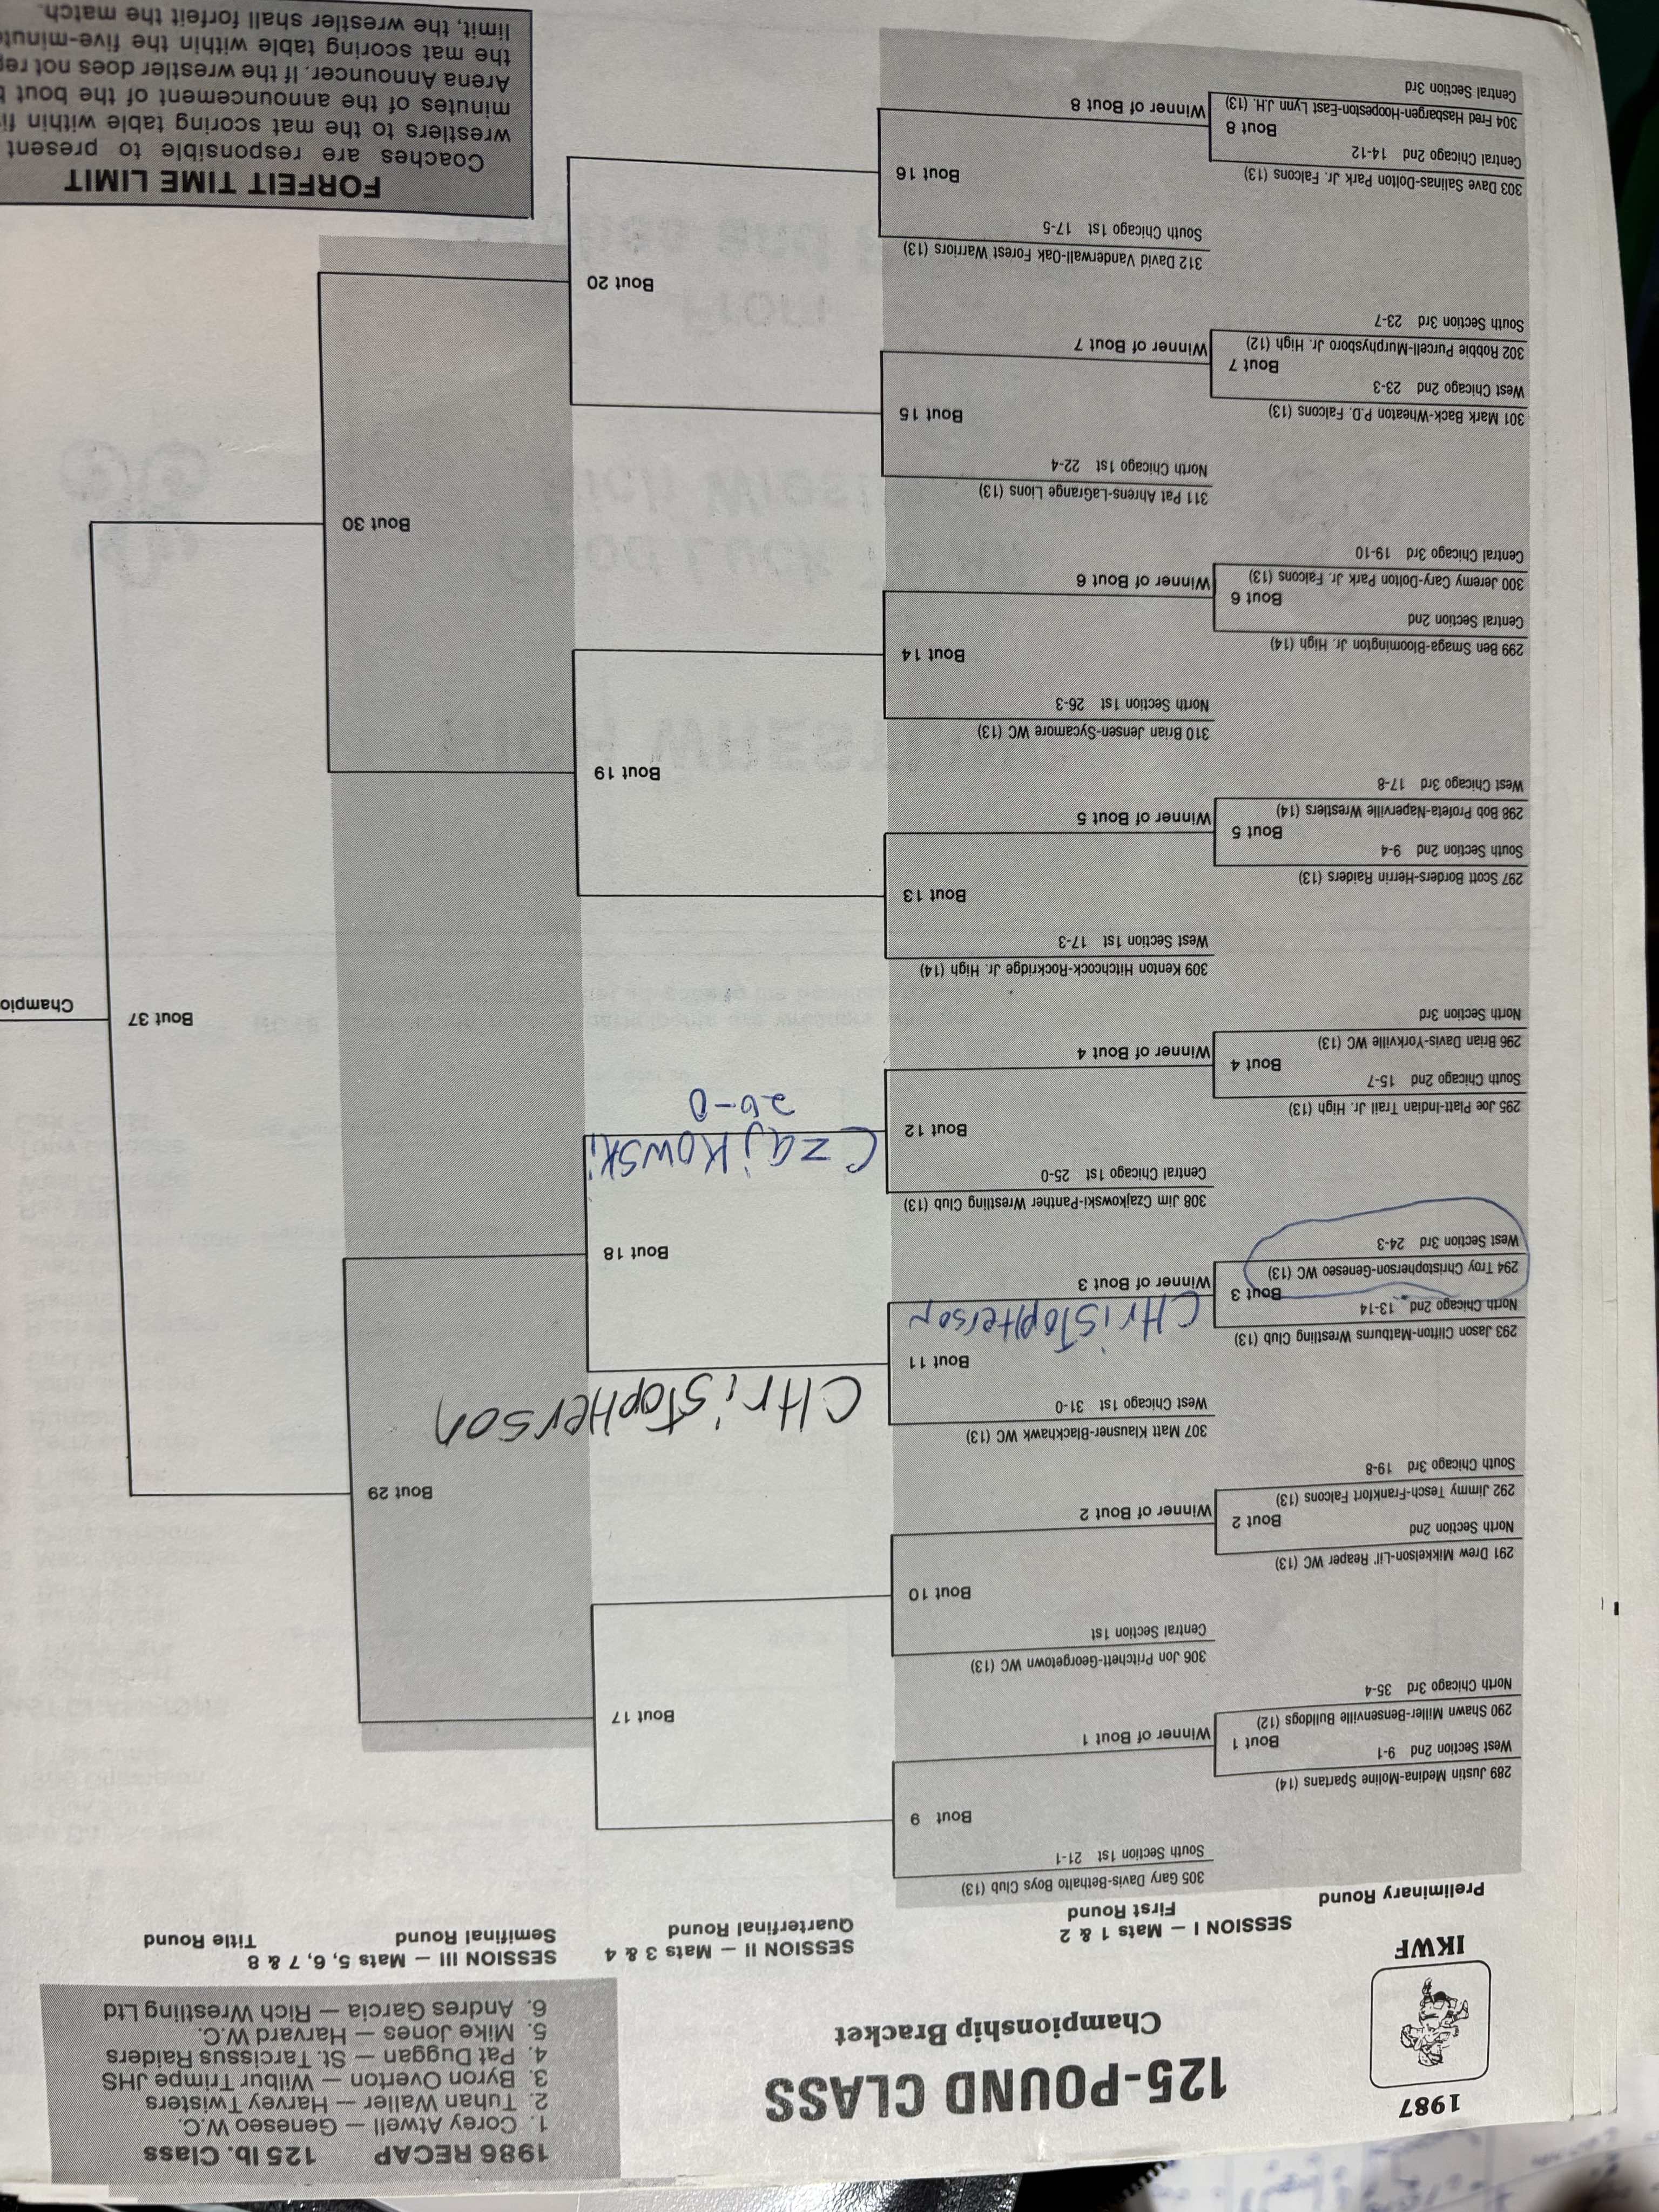 1987
IKWF
125-POUND CLASS
Championship Bracket
1986 RECAP 125 lb. Class
1. Corey Atwell — Geneseo W.C.
2. Tuhan Waller — Harvey Twisters
3. Byron Overton — Wilbur Trimpe JHS
4. Pat Duggan — St. Tarcissus Raiders
5. Mike Jones — Harvard W.C.
6. Andres Garcia — Rich Wrestling Ltd
Preliminary Round
SESSION I — Mats 1 & 2
First Round
SESSION II — Mats 3 & 4
Quarterfinal Round
SESSION III — Mats 5, 6, 7 & 8
Semifinal Round
Title Round
305 Gary Davis-Bethalto Boys Club (13)
South Section 1st 21-1
Bout 9
289 Justin Medina-Moline Spartans (14)
West Section 2nd 9-1
Bout 1
Winner of Bout 1
290 Shawn Miller-Bensenville Bulldogs (12)
North Chicago 3rd 35-4
Bout 17
306 Jon Pritchett-Georgetown WC (13)
Central Section 1st
Bout 10
291 Drew Mikkelson-Lil' Reaper WC (13)
North Section 2nd
Bout 2
Winner of Bout 2
292 Jimmy Tesch-Frankfort Falcons (13)
South Chicago 3rd 19-8
Bout 29
307 Matt Klausner-Blackhawk WC (13)
West Chicago 1st 31-0
CHrisTopHerson
Bout 11
293 Jason Clifton-Matburns Wrestling Club (13)
North Chicago 2nd 13-14
Bout 3
CHrisTopHerson
Winner of Bout 3
294 Troy Christopherson-Geneseo WC (13)
West Section 3rd 24-3
Bout 18
308 Jim Czajkowski-Panther Wrestling Club (13)
Central Chicago 1st 25-0
Czajkowski
26-0
Bout 12
295 Joe Platt-Indian Trail Jr. High (13)
South Chicago 2nd 15-7
Bout 4
Winner of Bout 4
296 Brian Davis-Yorkville WC (13)
North Section 3rd
Bout 37
Champio
309 Kenton Hitchcock-Rockridge Jr. High (14)
West Section 1st 17-3
Bout 13
297 Scott Borders-Herrin Raiders (13)
South Section 2nd 9-4
Bout 5
Winner of Bout 5
298 Bob Profeta-Naperville Wrestlers (14)
West Chicago 3rd 17-8
Bout 19
310 Brian Jensen-Sycamore WC (13)
North Section 1st 26-3
Bout 14
299 Ben Smaga-Bloomington Jr. High (14)
Central Section 2nd
Bout 6
Winner of Bout 6
300 Jeremy Cary-Dolton Park Jr. Falcons (13)
Central Chicago 3rd 19-10
Bout 30
311 Pat Ahrens-LaGrange Lions (13)
North Chicago 1st 22-4
Bout 15
301 Mark Back-Wheaton P.D. Falcons (13)
West Chicago 2nd 23-3
Bout 7
Winner of Bout 7
302 Robbie Purcell-Murphysboro Jr. High (12)
South Section 3rd 23-7
Bout 20
312 David Vanderwall-Oak Forest Warriors (13)
South Chicago 1st 17-5
Bout 16
303 Dave Salinas-Dolton Park Jr. Falcons (13)
Central Chicago 2nd 14-12
Bout 8
Winner of Bout 8
304 Fred Hasbargen-Hoopeston-East Lynn J.H. (13)
Central Section 3rd
FORFEIT TIME LIMIT
Coaches are responsible to present
wrestlers to the mat scoring table within fi
minutes of the announcement of the bout b
Arena Announcer. If the wrestler does not rep
the mat scoring table within the five-minut
limit, the wrestler shall forfeit the match.